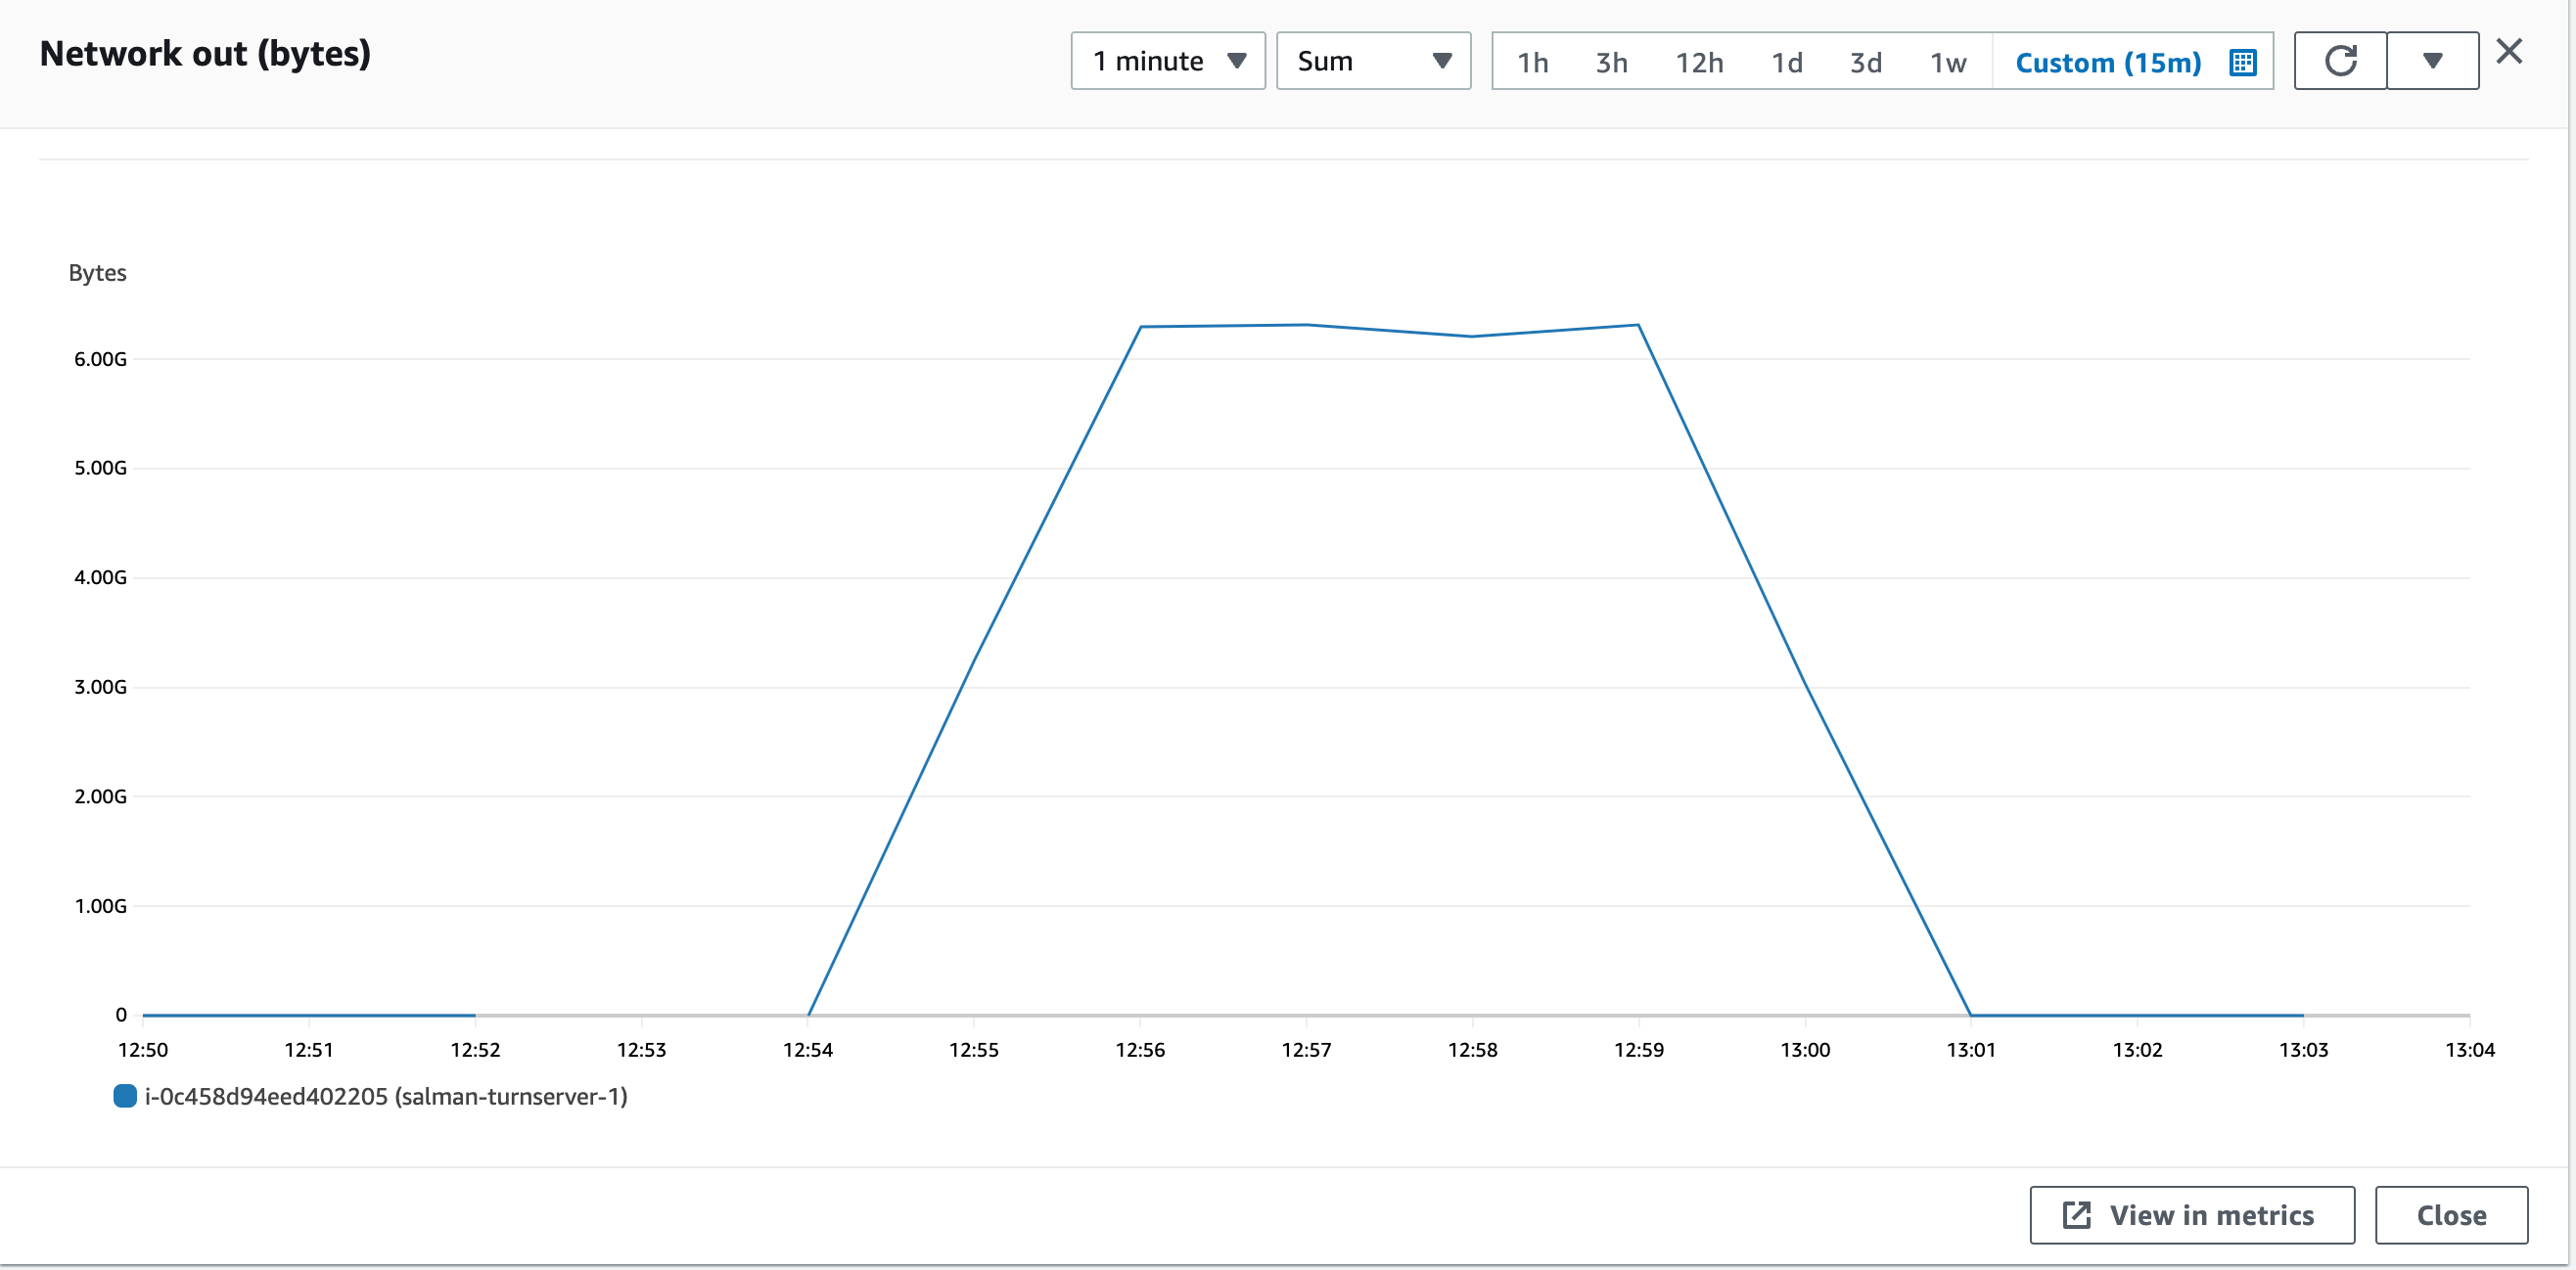 Network out (bytes)
1 minute
Sum
1h 3h 12h 1d 3d 1w Custom (15m)
Bytes
6.00G
5.00G
4.00G
3.00G
2.00G
1.00G
0
12:50 12:51 12:52 12:53 12:54 12:55 12:56 12:57 12:58 12:59 13:00 13:01 13:02 13:03 13:04
i-0c458d94eed402205 (salman-turnserver-1)
View in metrics
Close